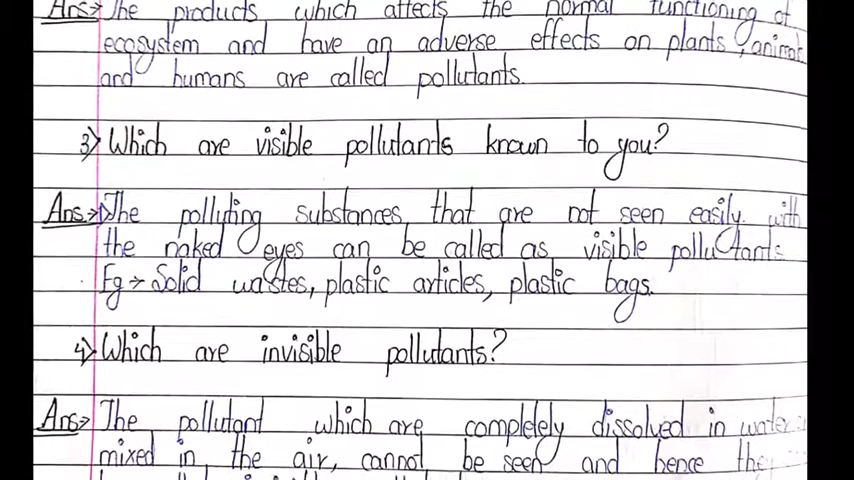 Ans→ The products which affects the normal functioning of
ecosystem and have an adverse effects on plants, animals
and humans are called pollutants.
3) Which are visible pollutants known to you?
Ans→ The polluting substances that are not seen easily with
the naked eyes can be called as visible pollutants
Eg → Solid wastes, plastic articles, plastic bags.
4) Which are invisible pollutants?
Ans→ The pollutant which are completely dissolved in water
mixed in the air, cannot be seen and hence they